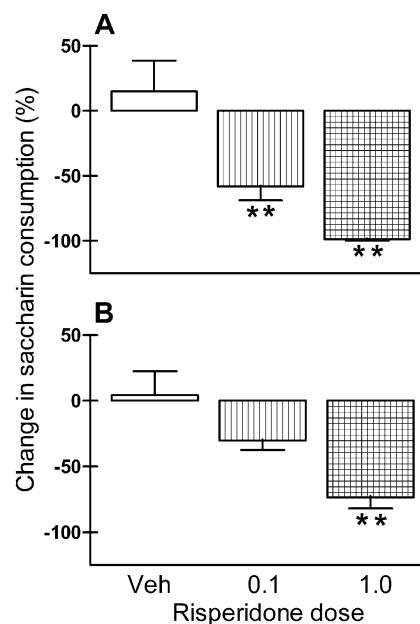 A
50
0
-50
-100
**
**
B
50
0
-50
-100
**
Change in saccharin consumption (%)
Veh 0.1 1.0
Risperidone dose